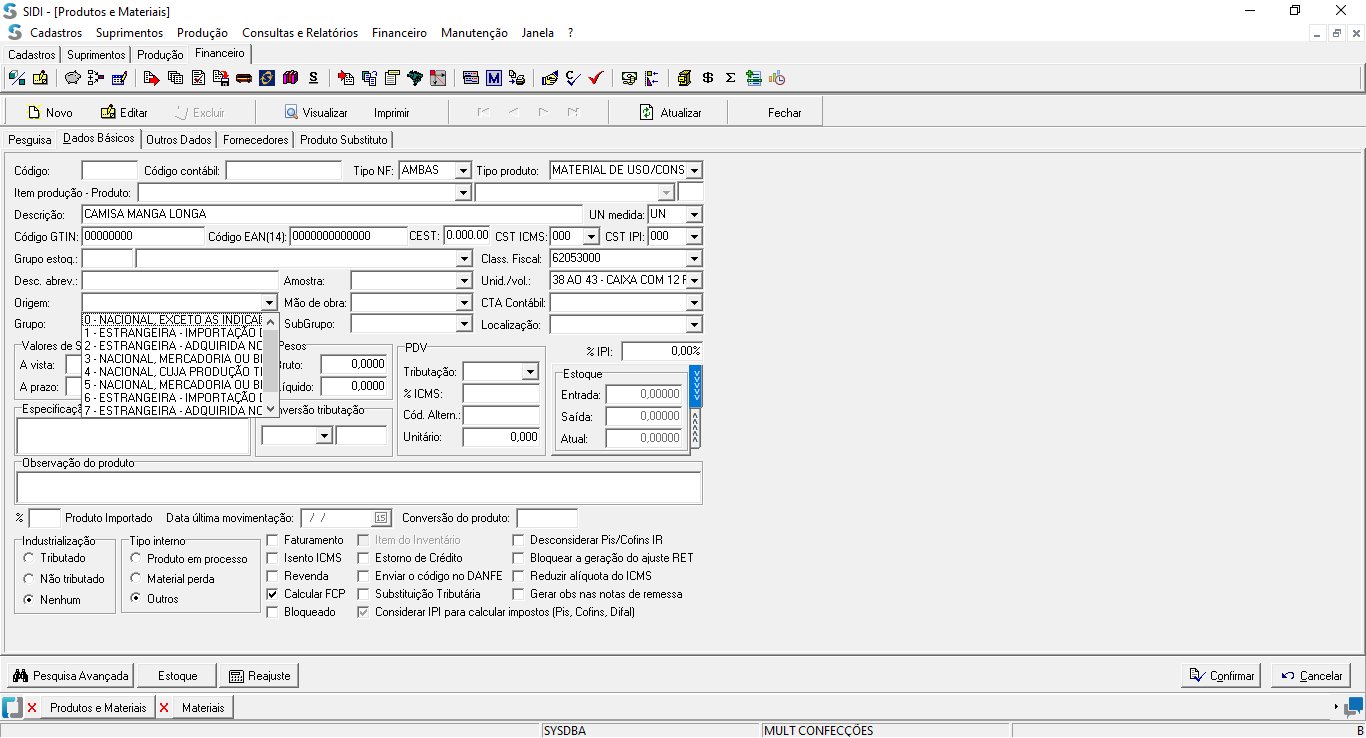 SIDI - [Produtos e Materiais]
Cadastros Suprimentos Produção Consultas e Relatórios Financeiro Manutenção Janela ?
Cadastros Suprimentos Produção Financeiro
Novo Editar Excluir Visualizar Imprimir Atualizar Fechar
Pesquisa Dados Básicos Outros Dados Fornecedores Produto Substituto
Código: Código contábil: Tipo NF: AMBAS Tipo produto: MATERIAL DE USO/CONS
Item produção - Produto:
Descrição: CAMISA MANGA LONGA UN medida: UN
Código GTIN: 00000000 Código EAN(14): 0000000000000 CEST: 0.000.00 CST ICMS: 000 CST IPI: 000
Grupo estoq.: Class. Fiscal: 62053000
Desc. abrev.: Amostra: Unid./vol.: 38 AO 43 - CAIXA COM 12 F
Origem: Mão de obra: CTA Contábil:
Grupo: SubGrupo: Localização:
0 - NACIONAL, EXCETO AS INDICAD
1 - ESTRANGEIRA - IMPORTAÇÃO D
2 - ESTRANGEIRA - ADQUIRIDA NO
3 - NACIONAL, MERCADORIA OU BI
4 - NACIONAL, CUJA PRODUÇÃO TI
5 - NACIONAL, MERCADORIA OU BI
6 - ESTRANGEIRA - IMPORTAÇÃO D
7 - ESTRANGEIRA - ADQUIRIDA NO
Valores de S Pesos PDV % IPI: 0,00%
A vista: Bruto: 0,0000 Tributação: Estoque
A prazo: Líquido: 0,0000 % ICMS: Entrada: 0,00000
Especificaçã nversão tributação Cód. Altern.: Saída: 0,00000
Unitário: 0,000 Atual: 0,00000
Observação do produto
% Produto Importado Data última movimentação: / / 15 Conversão do produto:
Industrialização Tipo interno Faturamento Item do Inventário Desconsiderar Pis/Cofins IR
Tributado Produto em processo Isento ICMS Estorno de Crédito Bloquear a geração do ajuste RET
Não tributado Material perda Revenda Enviar o código no DANFE Reduzir alíquota do ICMS
Nenhum Outros Calcular FCP Substituição Tributária Gerar obs nas notas de remessa
Bloqueado Considerar IPI para calcular impostos (Pis, Cofins, Difal)
Pesquisa Avançada Estoque Reajuste Confirmar Cancelar
Produtos e Materiais Materiais
SYSDBA MULT CONFECÇÕES B